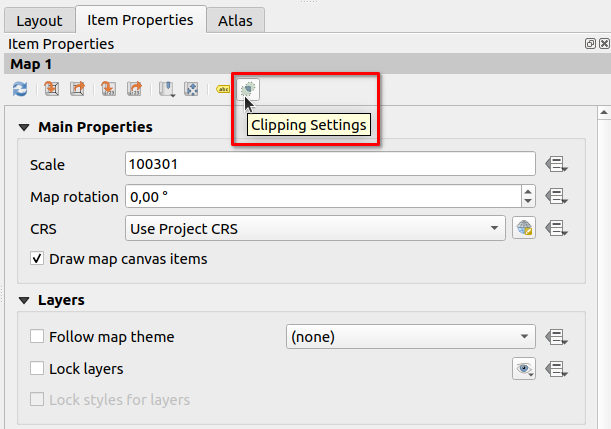 Layout Item Properties Atlas
Item Properties
Map 1
abc
Clipping Settings
Main Properties
Scale 100301
Map rotation 0,00 °
CRS Use Project CRS
Draw map canvas items
Layers
Follow map theme (none)
Lock layers
Lock styles for layers